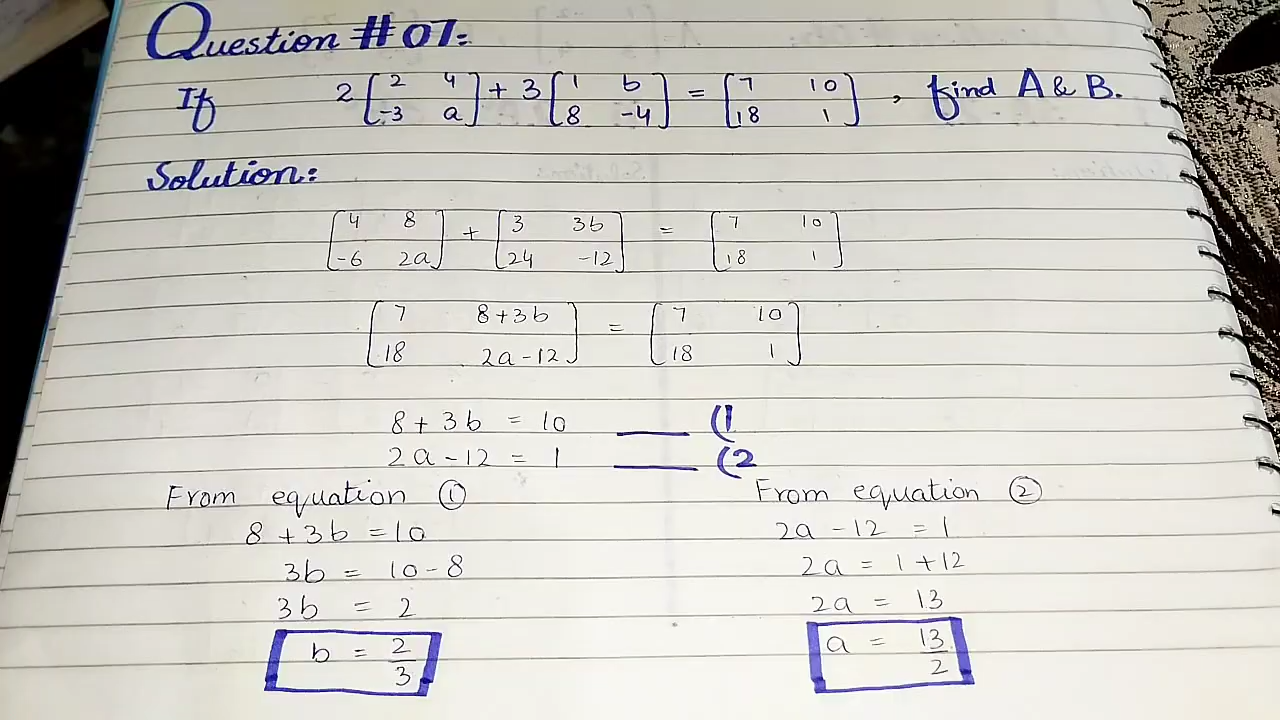 Question #07:
If 2 [2 4 -3 a] + 3 [1 b 8 -4] = [7 10 18 1], find A & B.
Solution:
[4 8 -6 2a] + [3 3b 24 -12] = [7 10 18 1]
[7 8+3b 18 2a-12] = [7 10 18 1]
8 + 3b = 10 —— (1
2a - 12 = 1 —— (2
From equation ①
8 + 3b = 10
3b = 10 - 8
3b = 2
b = 2/3
From equation ②
2a - 12 = 1
2a = 1 + 12
2a = 13
a = 13/2